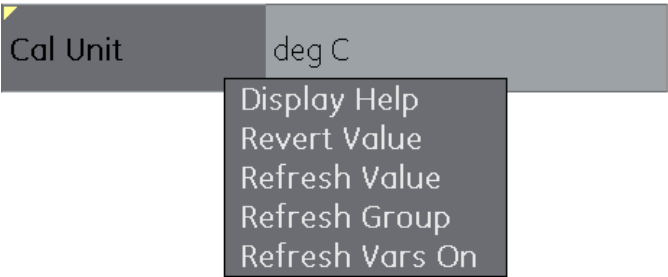 Cal Unit deg C
Display Help
Revert Value
Refresh Value
Refresh Group
Refresh Vars On